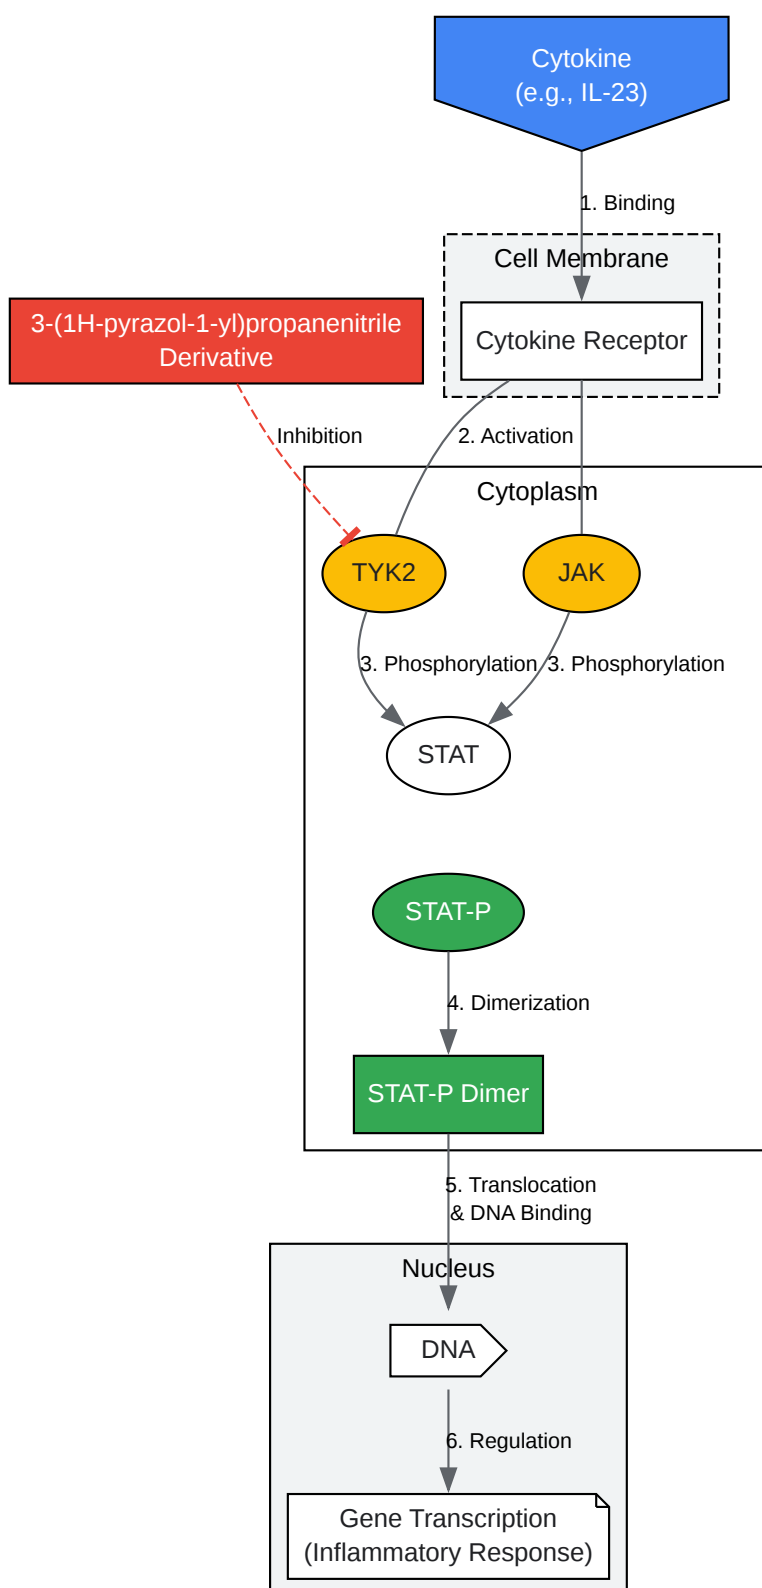 Cytokine
(e.g., IL-23)
1. Binding
Cell Membrane
Cytokine Receptor
3-(1H-pyrazol-1-yl)propanenitrile
Derivative
Inhibition
2. Activation
Cytoplasm
TYK2
JAK
3. Phosphorylation
3. Phosphorylation
STAT
STAT-P
4. Dimerization
STAT-P Dimer
5. Translocation
& DNA Binding
Nucleus
DNA
6. Regulation
Gene Transcription
(Inflammatory Response)